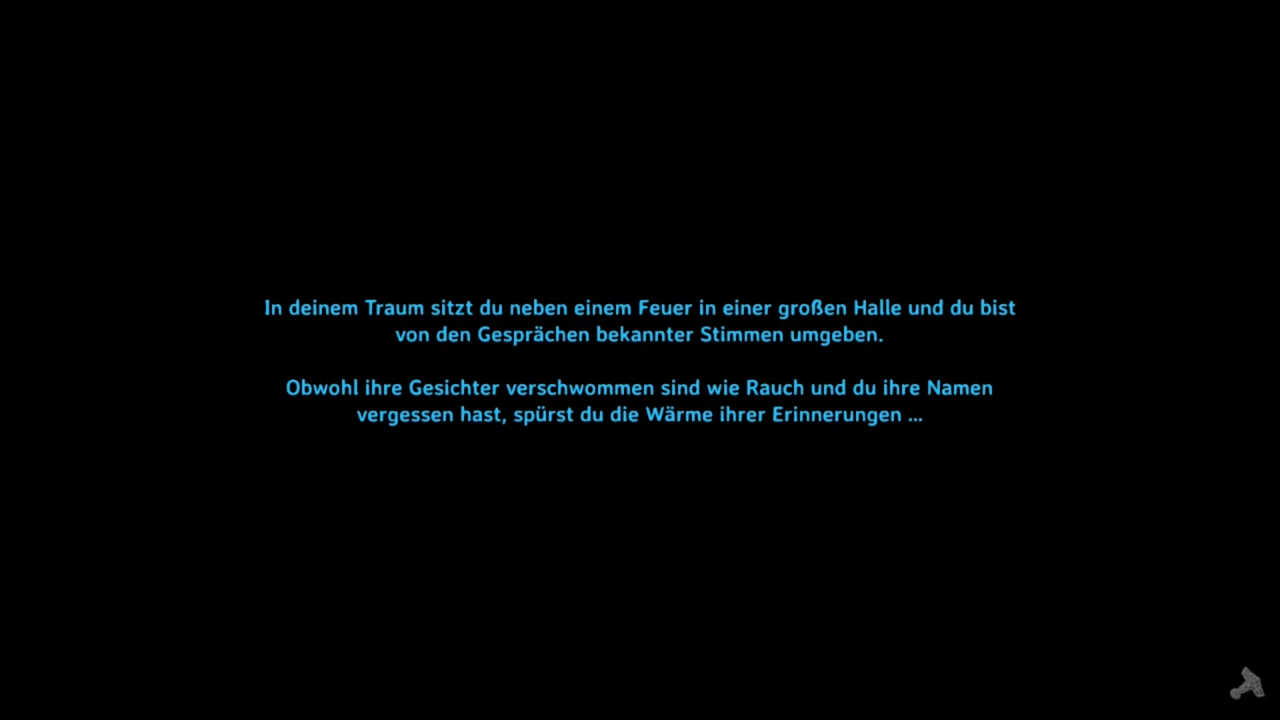 In deinem Traum sitzt du neben einem Feuer in einer großen Halle und du bist
von den Gesprächen bekannter Stimmen umgeben.
Obwohl ihre Gesichter verschwommen sind wie Rauch und du ihre Namen
vergessen hast, spürst du die Wärme ihrer Erinnerungen ...